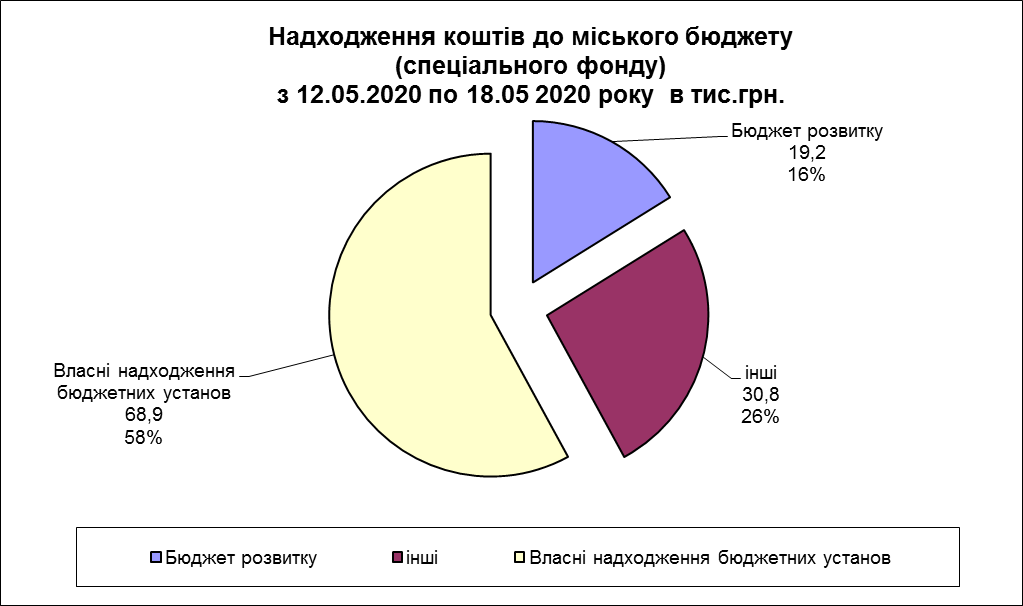 Надходження коштів до міського бюджету
(спеціального фонду)
з 12.05.2020 по 18.05 2020 року в тис.грн.
Бюджет розвитку
19,2
16%
інші
30,8
26%
Власні надходження
бюджетних установ
68,9
58%
Бюджет розвитку
інші
Власні надходження бюджетних установ